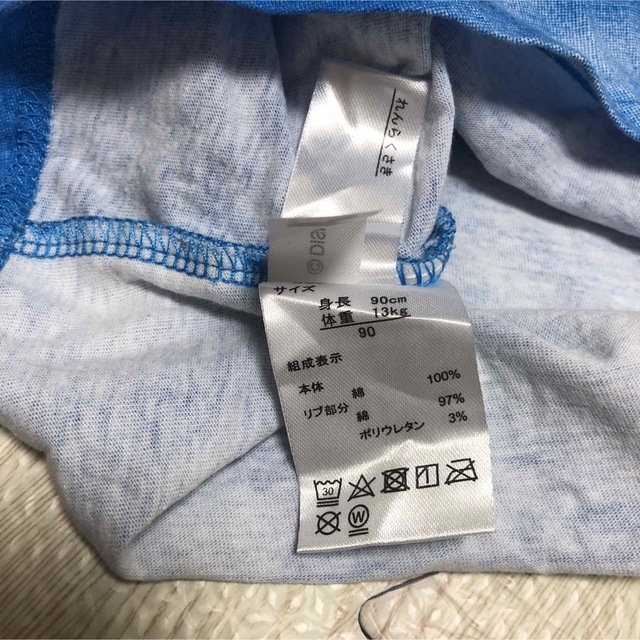 れんらくさき
© DIS
サイズ
身長 90cm
体重 13kg
90
組成表示
本体 綿 100%
リブ部分 綿 97%
ポリウレタン 3%
30
W